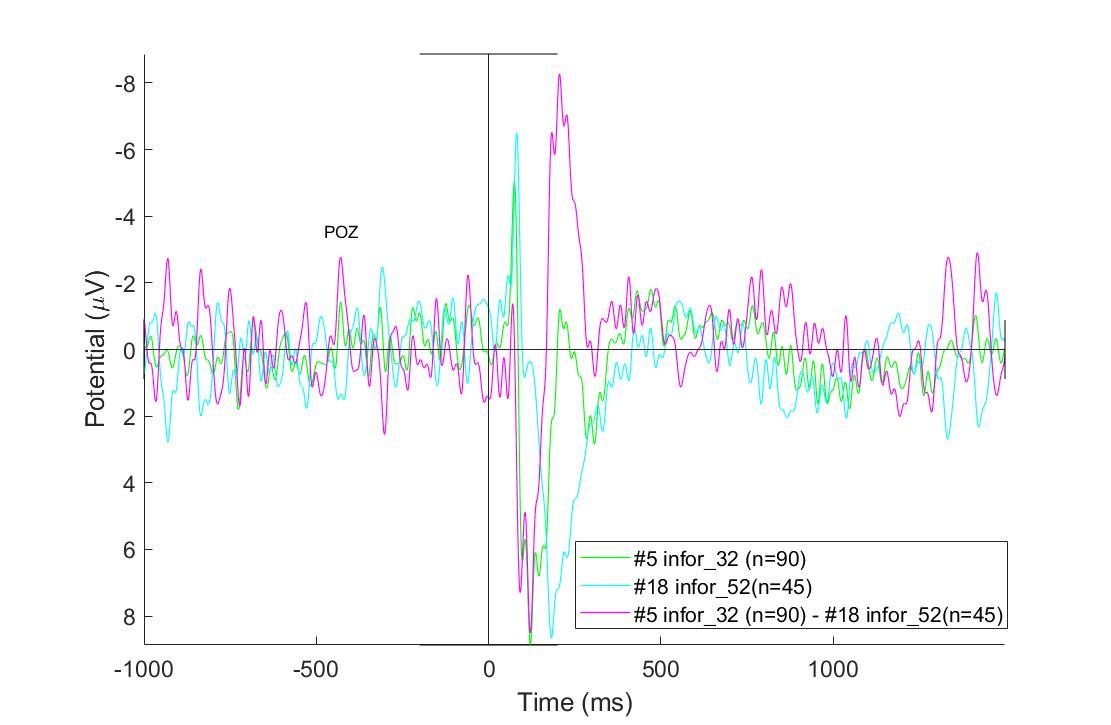 -8
-6
-4
-2
0
2
4
6
8
Potential (μV)
POZ
#5 infor_32 (n=90)
#18 infor_52(n=45)
#5 infor_32 (n=90) - #18 infor_52(n=45)
-1000 -500 0 500 1000
Time (ms)